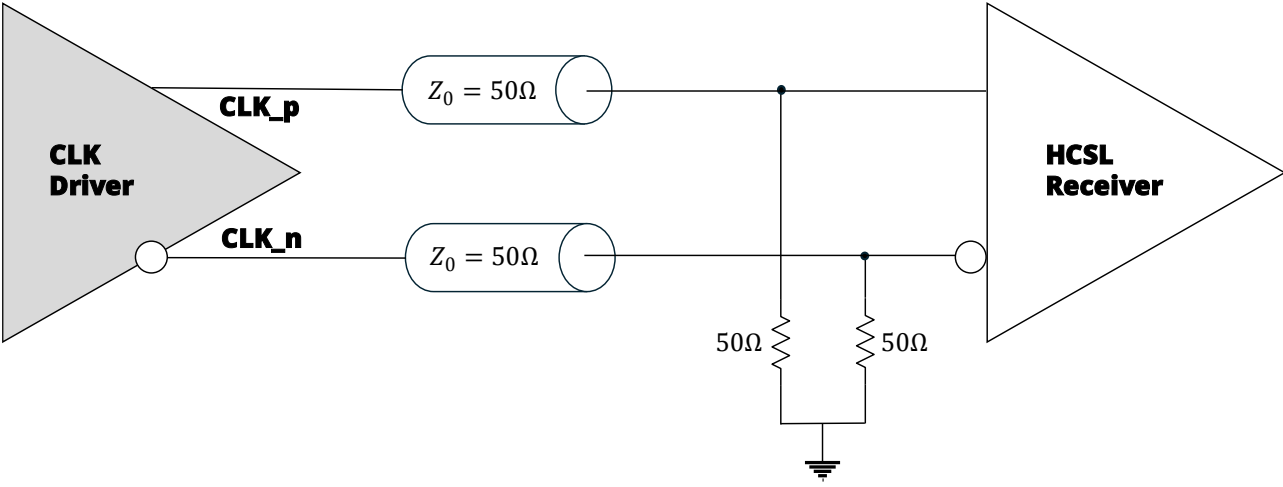 Z₀ = 50Ω
CLK_p
CLK
Driver
HCSL
Receiver
CLK_n
Z₀ = 50Ω
50Ω
50Ω